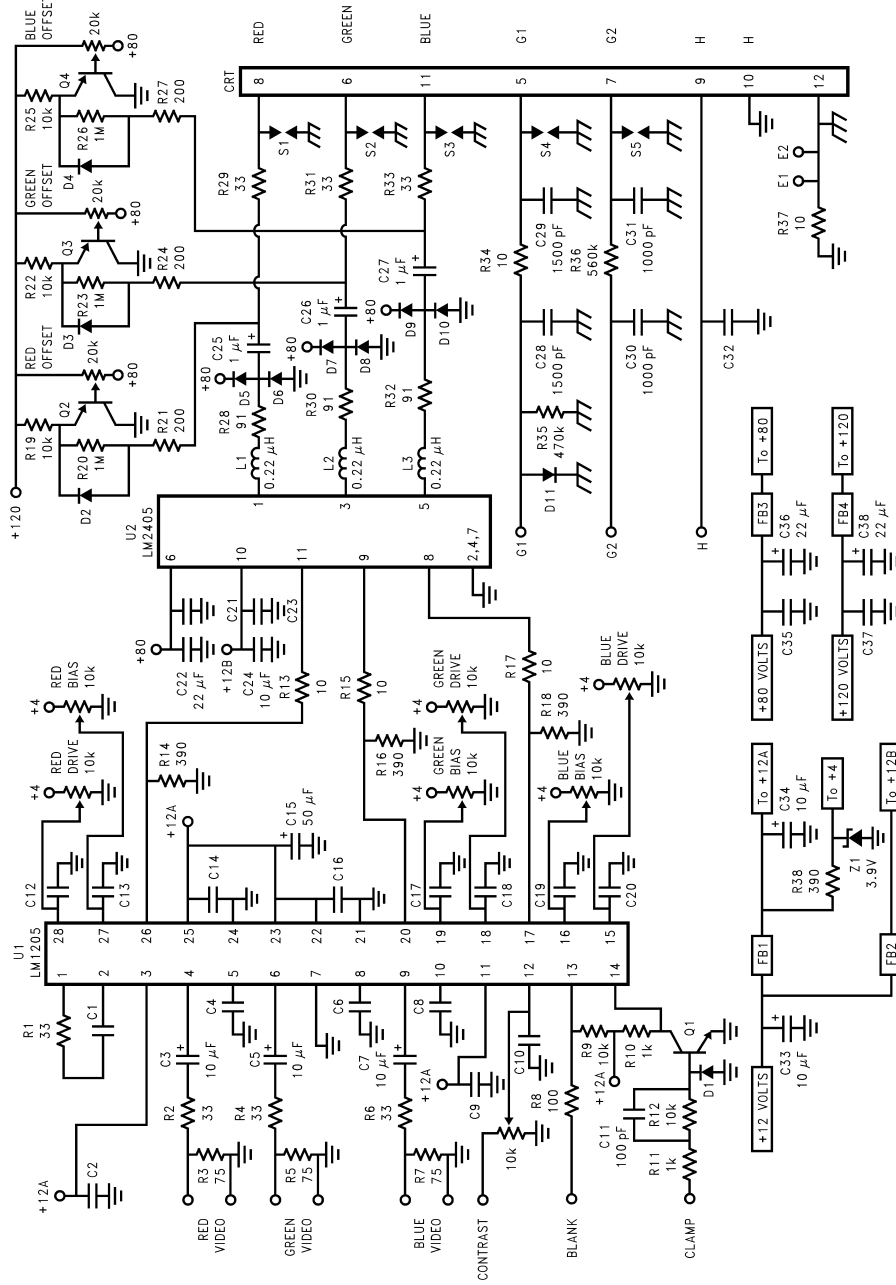 +12A
C2
R1
33
C1
U1
LM1205
1
2
3
4
5
6
7
8
9
10
11
12
13
14
28
27
26
25
24
23
22
21
20
19
18
17
16
15
RED
VIDEO
R3
75
R2
33
C3
10 µF
C4
GREEN
VIDEO
R5
75
R4
33
C5
10 µF
C6
BLUE
VIDEO
R7
75
R6
33
C7
10 µF
C8
+12A
C9
CONTRAST
10k
C10
BLANK
R8
100
R9
10k
+12A
R10
1k
CLAMP
R11
1k
C11
100 pF
R12
10k
D1
Q1
C12
C13
+4
RED
DRIVE
10k
+4
RED
BIAS
10k
R14
390
+12A
C14
C15
50 µF
C16
C17
C18
+4
GREEN
BIAS
10k
+4
GREEN
DRIVE
10k
R16
390
C19
C20
+4
BLUE
BIAS
10k
R18
390
+4
BLUE
DRIVE
10k
R13
10
R15
10
R17
10
+80
C22
22 µF
C21
+12B
C24
10 µF
C23
U2
LM2405
6
10
11
9
8
2,4,7
1
3
5
+120
R19
10k
R20
1M
D2
Q2
RED
OFFSET
20k
+80
R21
200
R22
10k
R23
1M
D3
Q3
GREEN
OFFSET
20k
+80
R24
200
R25
10k
R26
1M
D4
Q4
BLUE
OFFSET
20k
+80
R27
200
L1
0.22 µH
R28
91
+80
D5
D6
C25
1 µF
R29
33
S1
L2
0.22 µH
R30
91
+80
D7
D8
C26
1 µF
R31
33
S2
L3
0.22 µH
R32
91
+80
D9
D10
C27
1 µF
R33
33
S3
G1
D11
R35
470k
C28
1500 pF
R34
10
C29
1500 pF
S4
G2
C30
1000 pF
R36
560k
C31
1000 pF
S5
H
C32
R37
10
E1
E2
CRT
8
6
11
5
7
9
10
12
RED
GREEN
BLUE
G1
G2
H
H
+12 VOLTS
C33
10 µF
FB1
To +12A
C34
10 µF
R38
390
To +4
Z1
3.9V
FB2
To +12B
+80 VOLTS
C35
C36
22 µF
FB3
To +80
+120 VOLTS
C37
C38
22 µF
FB4
To +120